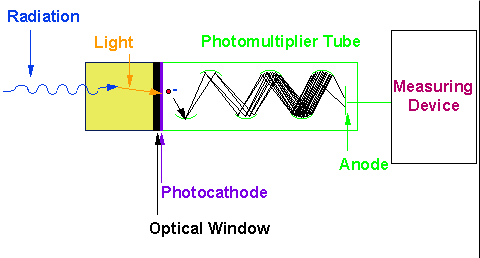 Radiation
Light
Photomultiplier Tube
-
Measuring
Device
Anode
Photocathode
Optical Window